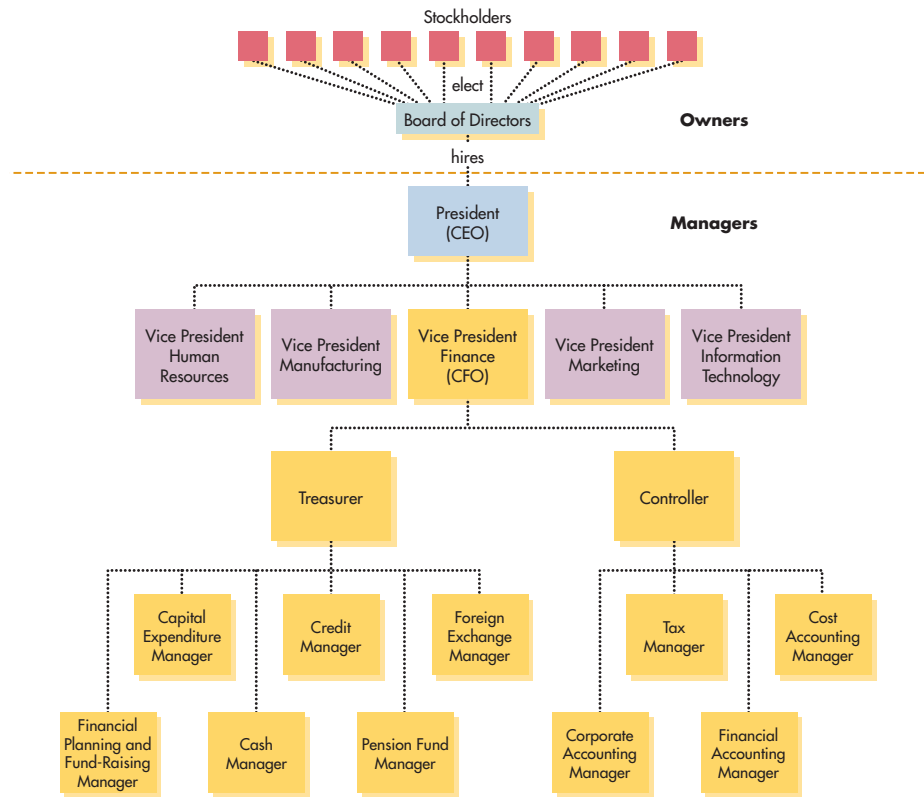 Stockholders
elect
Board of Directors
Owners
hires
President
(CEO)
Managers
Vice President
Human
Resources
Vice President
Manufacturing
Vice President
Finance
(CFO)
Vice President
Marketing
Vice President
Information
Technology
Treasurer
Controller
Capital
Expenditure
Manager
Credit
Manager
Foreign
Exchange
Manager
Tax
Manager
Cost
Accounting
Manager
Financial
Planning and
Fund-Raising
Manager
Cash
Manager
Pension Fund
Manager
Corporate
Accounting
Manager
Financial
Accounting
Manager